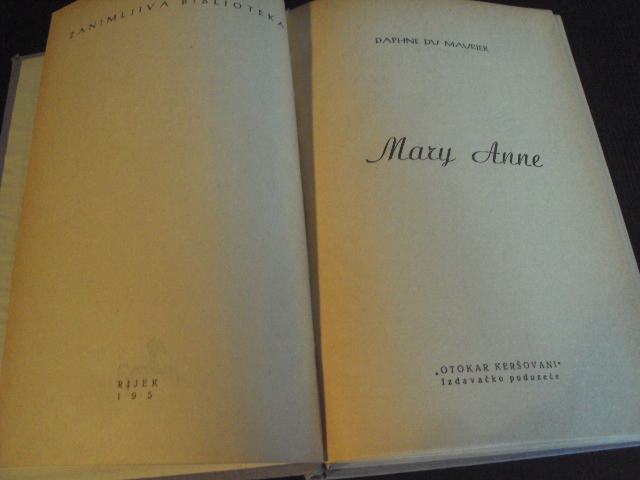 ZANIMLJIVA BIBLIOTEKA
RIJEK
195
DAPHNE DU MAURIER
Mary Anne
„OTOKAR KERŠOVANI"
Izdavačko poduzeće